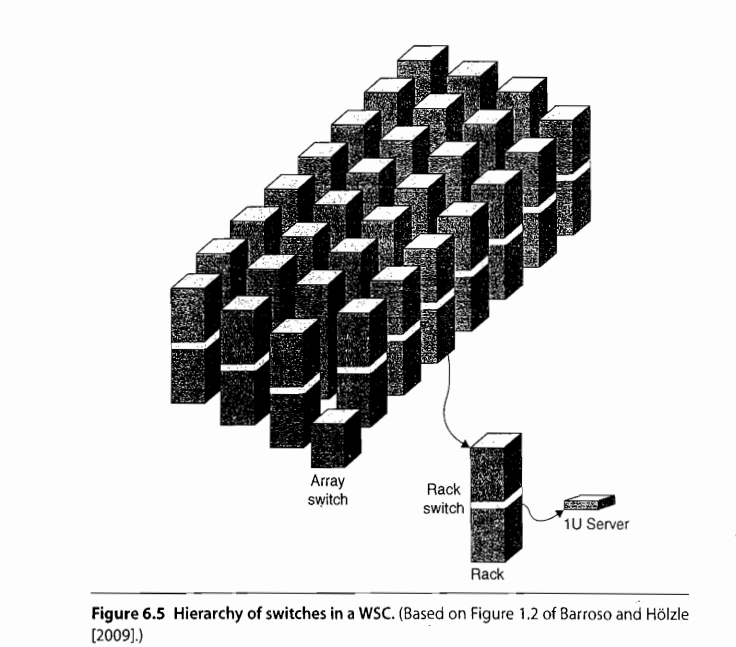 Array
switch
Rack
switch
1U Server
Rack
Figure 6.5 Hierarchy of switches in a WSC. (Based on Figure 1.2 of Barroso and Hölzle
[2009].)